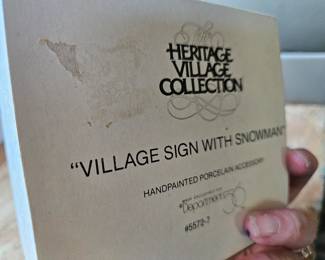 The
HERITAGE
VILLAGE
COLLECTION
"VILLAGE SIGN WITH SNOWMAN"
HANDPAINTED PORCELAIN ACCESSORY
Department 56
#5572-7